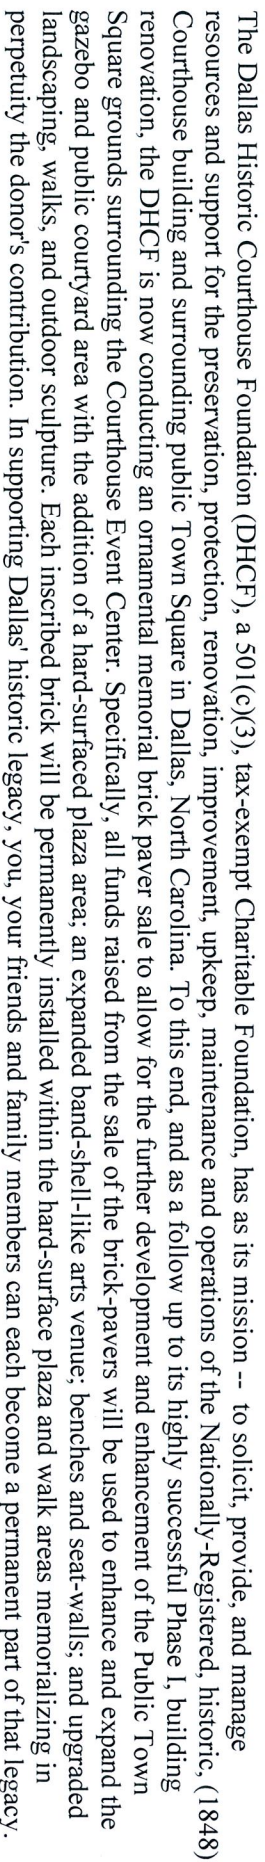 The Dallas Historic Courthouse Foundation (DHCF), a 501(c)(3), tax-exempt Charitable Foundation, has as its mission -- to solicit, provide, and manage
resources and support for the preservation, protection, renovation, improvement, upkeep, maintenance and operations of the Nationally-Registered, historic, (1848)
Courthouse building and surrounding public Town Square in Dallas, North Carolina. To this end, and as a follow up to its highly successful Phase I, building
renovation, the DHCF is now conducting an ornamental memorial brick paver sale to allow for the further development and enhancement of the Public Town
Square grounds surrounding the Courthouse Event Center. Specifically, all funds raised from the sale of the brick-pavers will be used to enhance and expand the
gazebo and public courtyard area with the addition of a hard-surfaced plaza area; an expanded band-shell-like arts venue; benches and seat-walls; and upgraded
landscaping, walks, and outdoor sculpture. Each inscribed brick will be permanently installed within the hard-surface plaza and walk areas memorializing in
perpetuity the donor's contribution. In supporting Dallas' historic legacy, you, your friends and family members can each become a permanent part of that legacy.